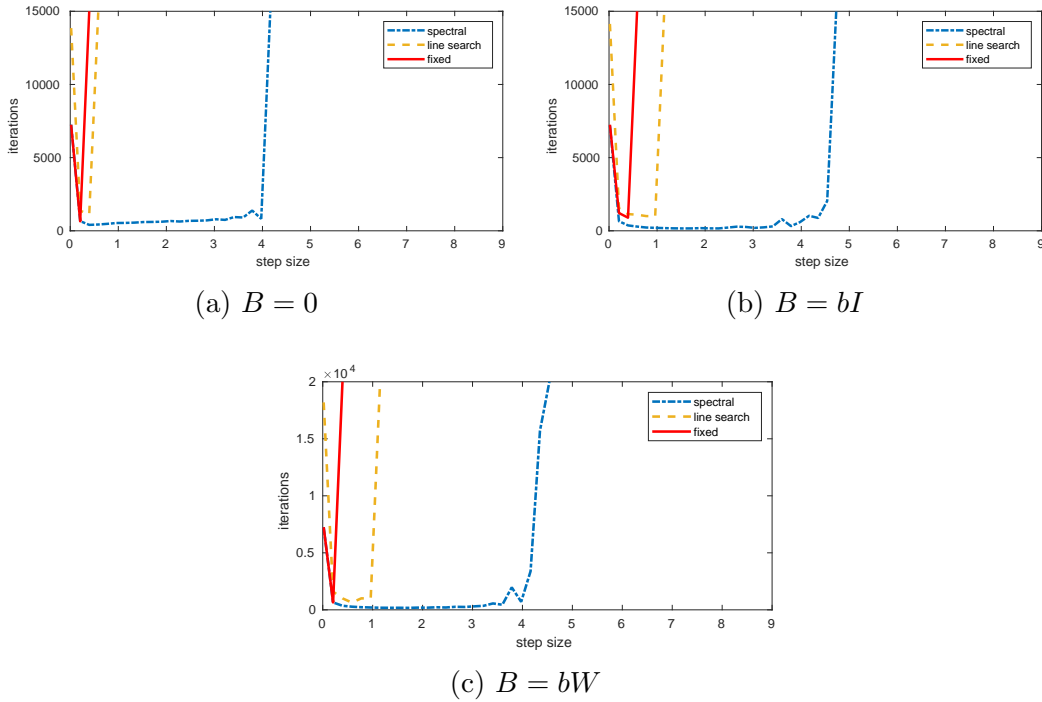 15000
10000
5000
0
iterations
0 1 2 3 4 5 6 7 8 9
step size
spectral
line search
fixed
(a) B = 0
15000
10000
5000
0
iterations
0 1 2 3 4 5 6 7 8 9
step size
spectral
line search
fixed
(b) B = bI
×10^4
2
1.5
1
0.5
0
iterations
0 1 2 3 4 5 6 7 8 9
step size
spectral
line search
fixed
(c) B = bW